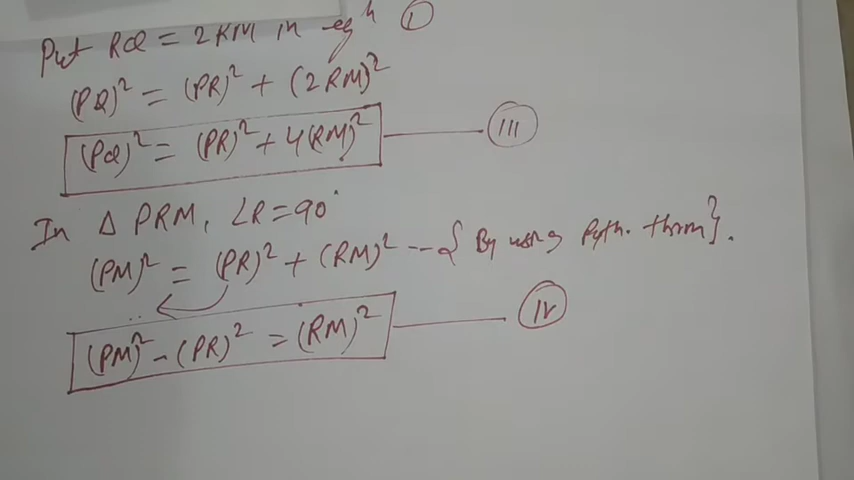 Put RQ = 2RM in eqn (I)
(PQ)² = (PR)² + (2RM)²
(PQ)² = (PR)² + 4(RM)² — (III)
In Δ PRM, ∠R = 90°
(PM)² = (PR)² + (RM)² -- { By using Pyth. thrm }.
(PM)² - (PR)² = (RM)² — (IV)